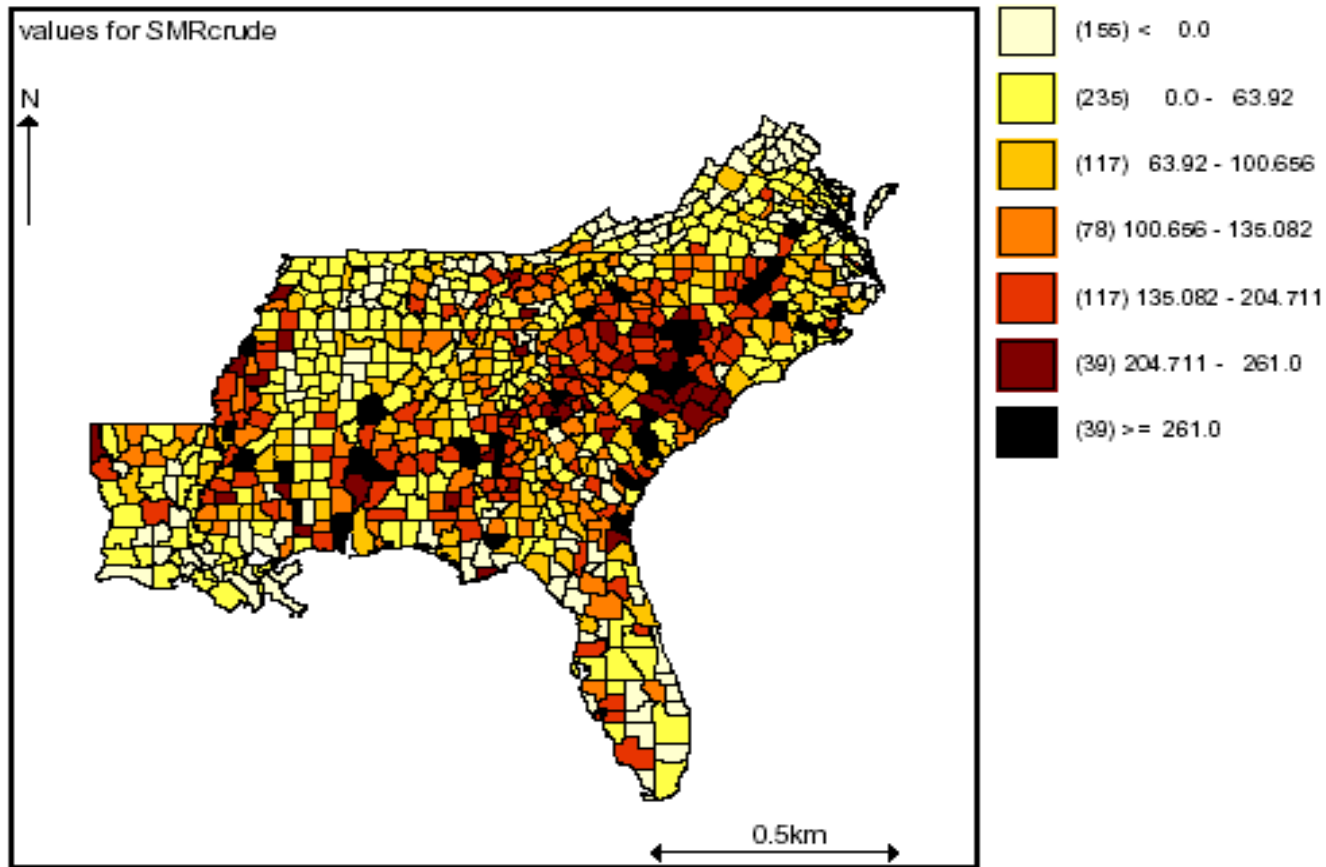 values for SMRcrude
N
0.5km
(155) < 0.0
(235) 0.0 - 63.92
(117) 63.92 - 100.656
(78) 100.656 - 135.082
(117) 135.082 - 204.711
(39) 204.711 - 261.0
(39) >= 261.0